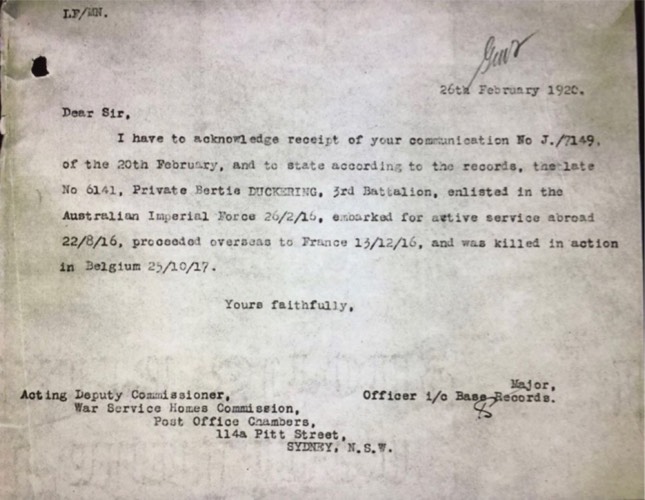 LF/MN.
26th February 1920.
Dear Sir,
I have to acknowledge receipt of your communication No J./7149,
of the 20th February, and to state according to the records, the late
No 6141, Private Bertie DUCKERING, 3rd Battalion, enlisted in the
Australian Imperial Force 26/2/16, embarked for active service abroad
22/8/16, proceeded overseas to France 13/12/16, and was killed in action
in Belgium 25/10/17.
Yours faithfully,
Major,
Officer i/c Base Records.
Acting Deputy Commissioner,
War Service Homes Commission,
Post Office Chambers,
114a Pitt Street,
SYDNEY, N.S.W.